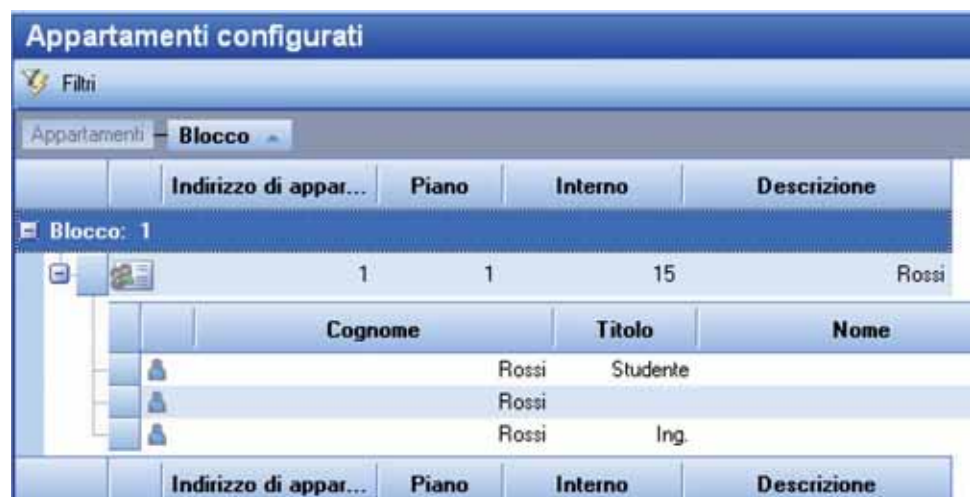 Appartamenti configurati
Filtri
Appartamenti Blocco
Indirizzo di appar... Piano Interno Descrizione
Blocco: 1
1 1 15 Rossi
Cognome Titolo Nome
Rossi Studente
Rossi
Rossi Ing.
Indirizzo di appar... Piano Interno Descrizione